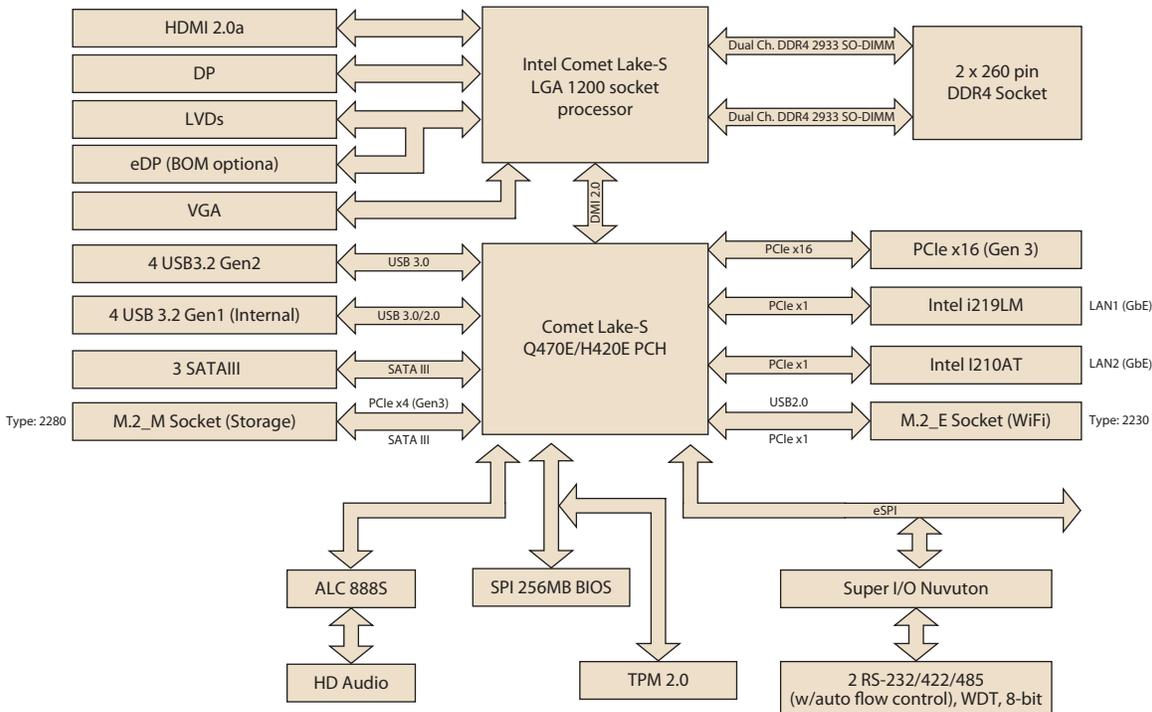 HDMI 2.0a
DP
LVDs
eDP (BOM optiona)
VGA
Intel Comet Lake-S
LGA 1200 socket
processor
Dual Ch. DDR4 2933 SO-DIMM
Dual Ch. DDR4 2933 SO-DIMM
2 x 260 pin
DDR4 Socket
DMI 2.0
4 USB3.2 Gen2
USB 3.0
4 USB 3.2 Gen1 (Internal)
USB 3.0/2.0
3 SATAIII
SATA III
Type: 2280
M.2_M Socket (Storage)
PCIe x4 (Gen3)
SATA III
Comet Lake-S
Q470E/H420E PCH
PCIe x16
PCIe x16 (Gen 3)
PCIe x1
Intel i219LM
LAN1 (GbE)
PCIe x1
Intel I210AT
LAN2 (GbE)
USB2.0
PCIe x1
M.2_E Socket (WiFi)
Type: 2230
eSPI
ALC 888S
SPI 256MB BIOS
Super I/O Nuvuton
HD Audio
TPM 2.0
2 RS-232/422/485
(w/auto flow control), WDT, 8-bit